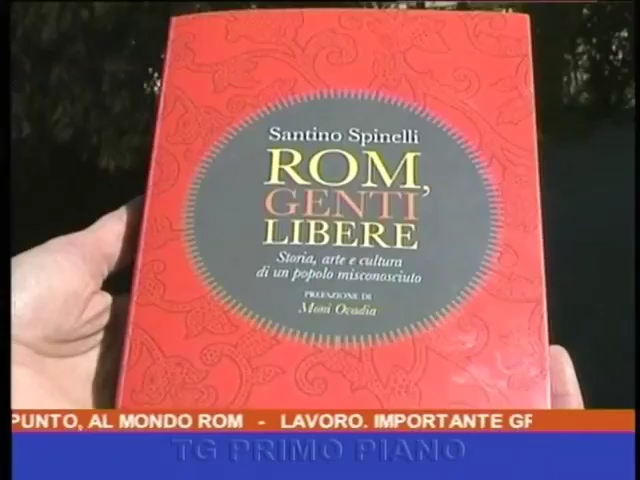 Santino Spinelli
ROM,
GENTI
LIBERE
Storia, arte e cultura
di un popolo misconosciuto
PREFAZIONE DI
Moni Ovadia
PUNTO, AL MONDO ROM - LAVORO. IMPORTANTE GR
TG PRIMO PIANO